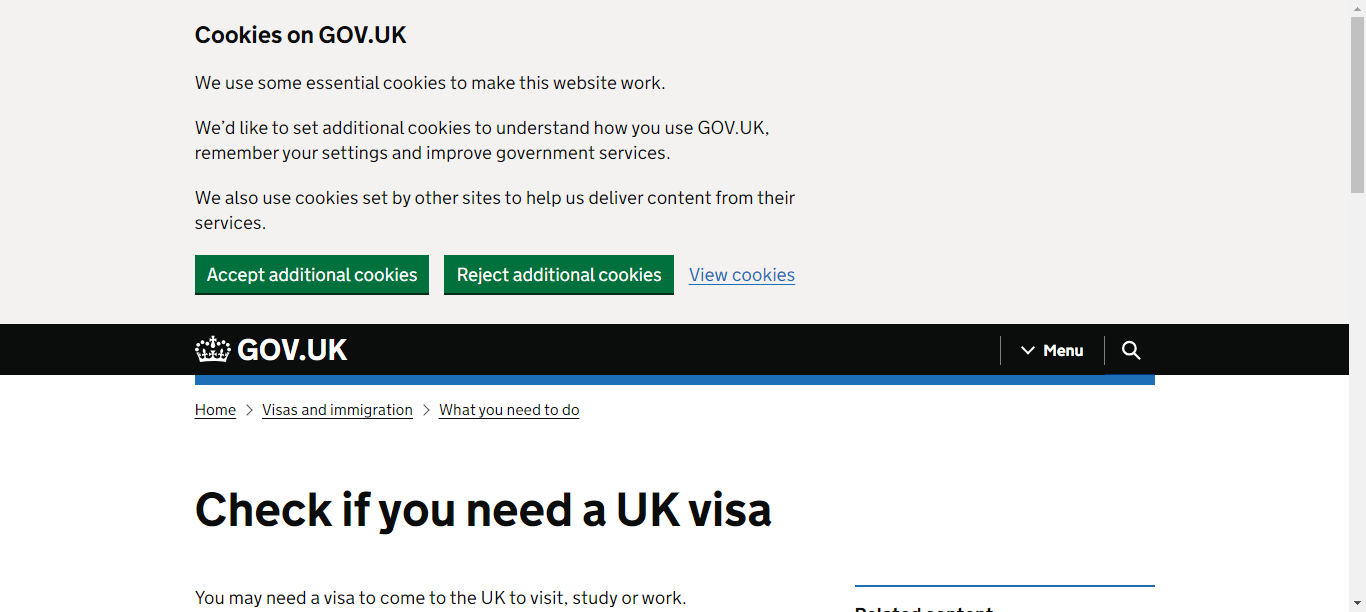 Cookies on GOV.UK
We use some essential cookies to make this website work.
We’d like to set additional cookies to understand how you use GOV.UK,
remember your settings and improve government services.
We also use cookies set by other sites to help us deliver content from their
services.
Accept additional cookies Reject additional cookies View cookies
GOV.UK Menu
Home Visas and immigration What you need to do
Check if you need a UK visa
You may need a visa to come to the UK to visit, study or work.
Related content